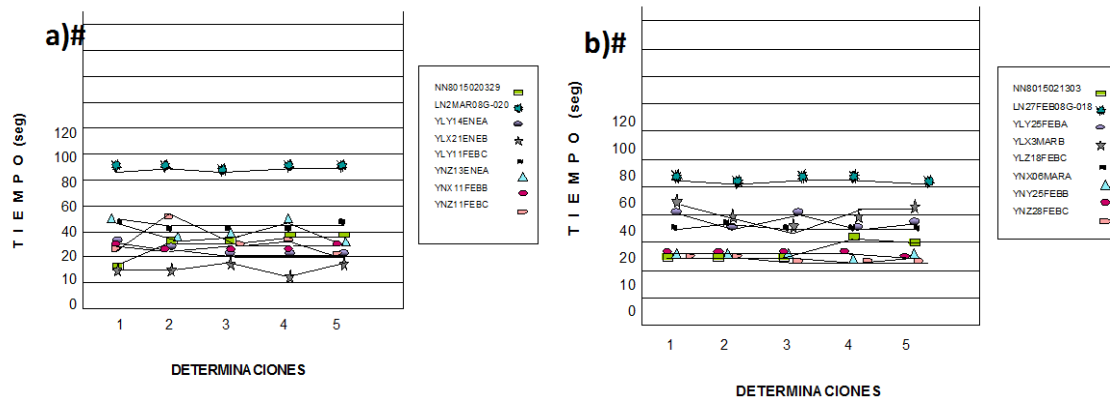 a)#
TIEMPO (seg)
120
100
80
60
40
30
20
10
0
1 2 3 4 5
DETERMINACIONES
NN8015020329
LN2MAR08G-020
YLY14ENEA
YLX21ENEB
YLY11FEBC
YNZ13ENEA
YNX11FEBB
YNZ11FEBC
b)#
TIEMPO (seg)
120
100
80
60
40
20
0
1 2 3 4 5
DETERMINACIONES
NN8015021303
LN27FEB08G-018
YLY25FEBA
YLX3MARB
YLZ18FEBC
YNX06MARA
YNY25FEBB
YNZ28FEBC